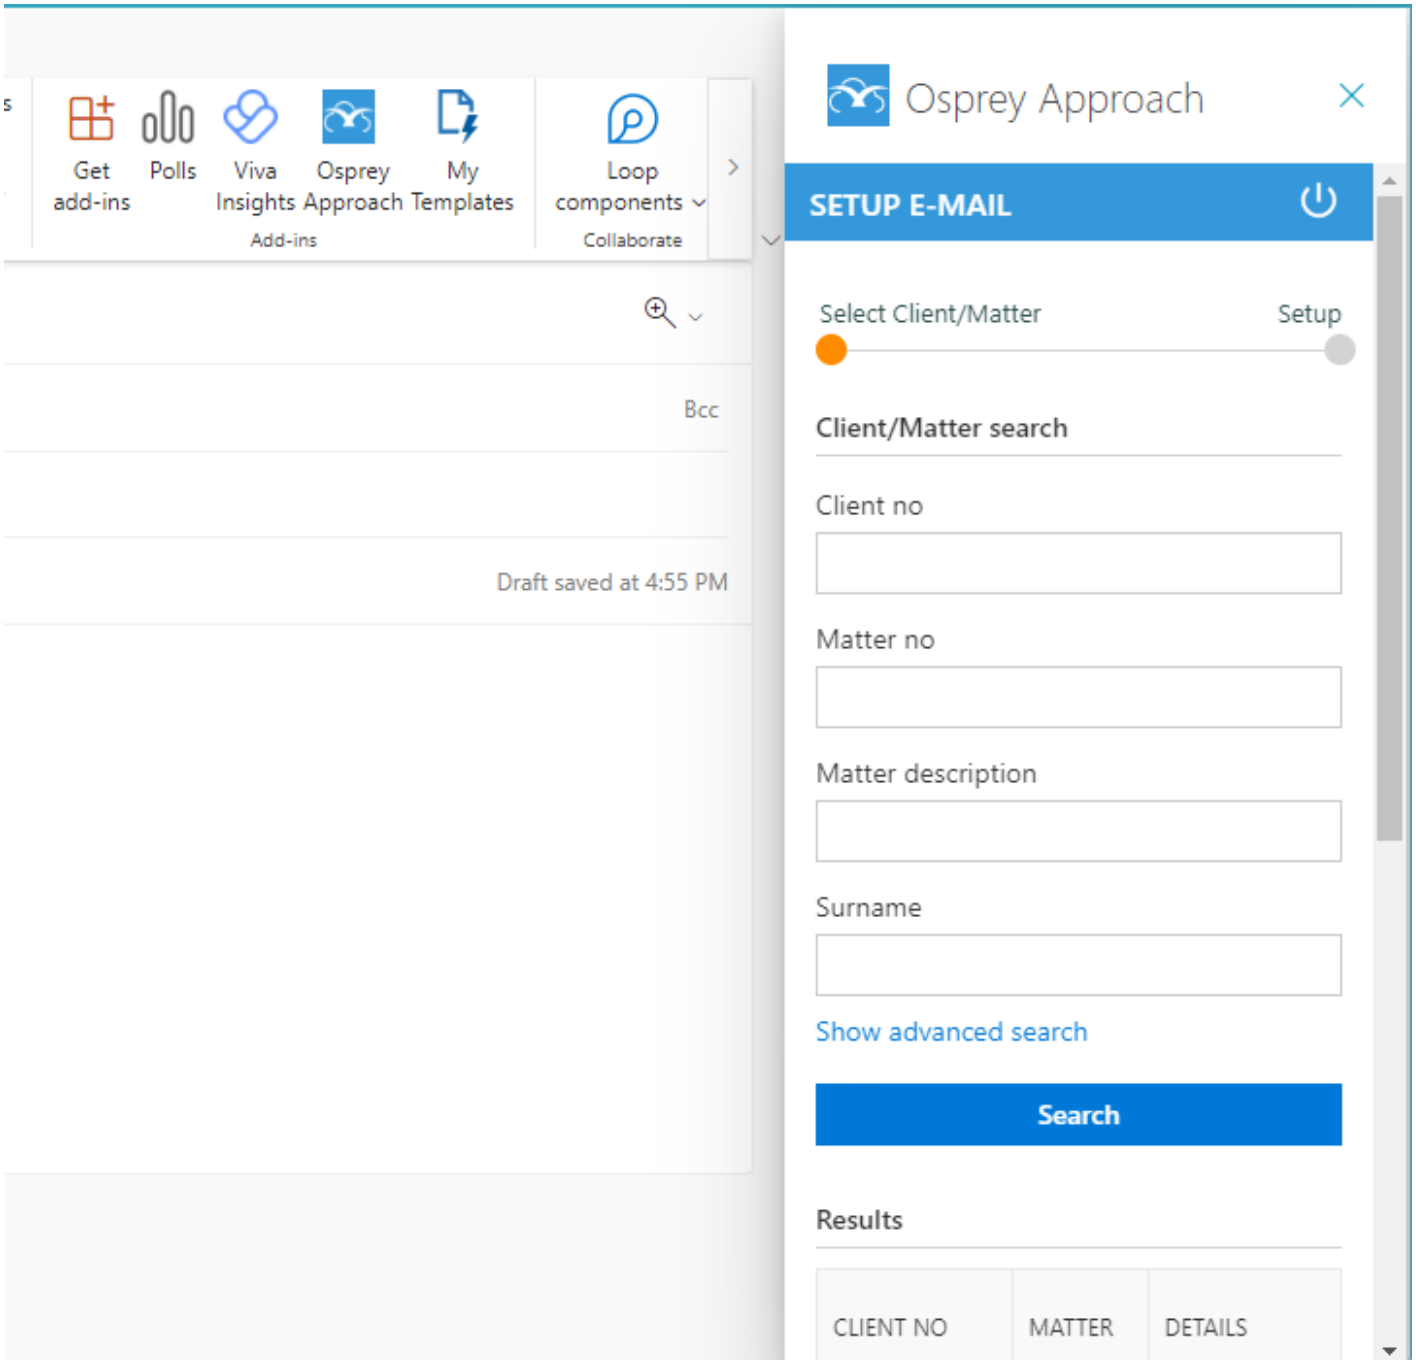 s
Get add-ins
Polls
Viva Insights
Osprey Approach
My Templates
Loop components
Add-ins
Collaborate
Bcc
Draft saved at 4:55 PM
Osprey Approach
SETUP E-MAIL
Select Client/Matter
Setup
Client/Matter search
Client no
Matter no
Matter description
Surname
Show advanced search
Search
Results
CLIENT NO
MATTER
DETAILS